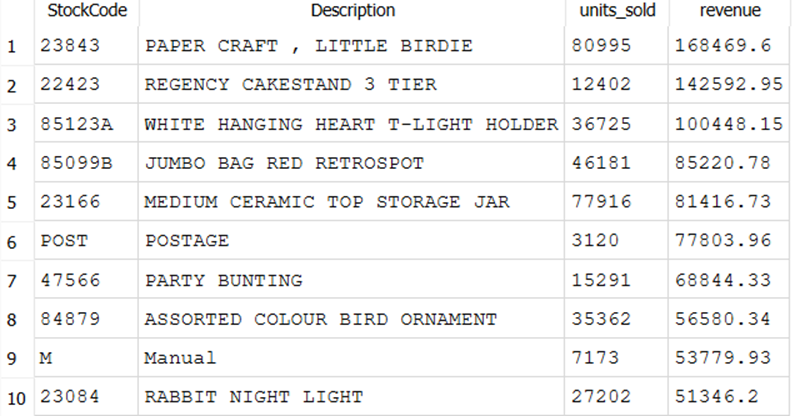 StockCode Description units_sold revenue
1 23843 PAPER CRAFT , LITTLE BIRDIE 80995 168469.6
2 22423 REGENCY CAKESTAND 3 TIER 12402 142592.95
3 85123A WHITE HANGING HEART T-LIGHT HOLDER 36725 100448.15
4 85099B JUMBO BAG RED RETROSPOT 46181 85220.78
5 23166 MEDIUM CERAMIC TOP STORAGE JAR 77916 81416.73
6 POST POSTAGE 3120 77803.96
7 47566 PARTY BUNTING 15291 68844.33
8 84879 ASSORTED COLOUR BIRD ORNAMENT 35362 56580.34
9 M Manual 7173 53779.93
10 23084 RABBIT NIGHT LIGHT 27202 51346.2